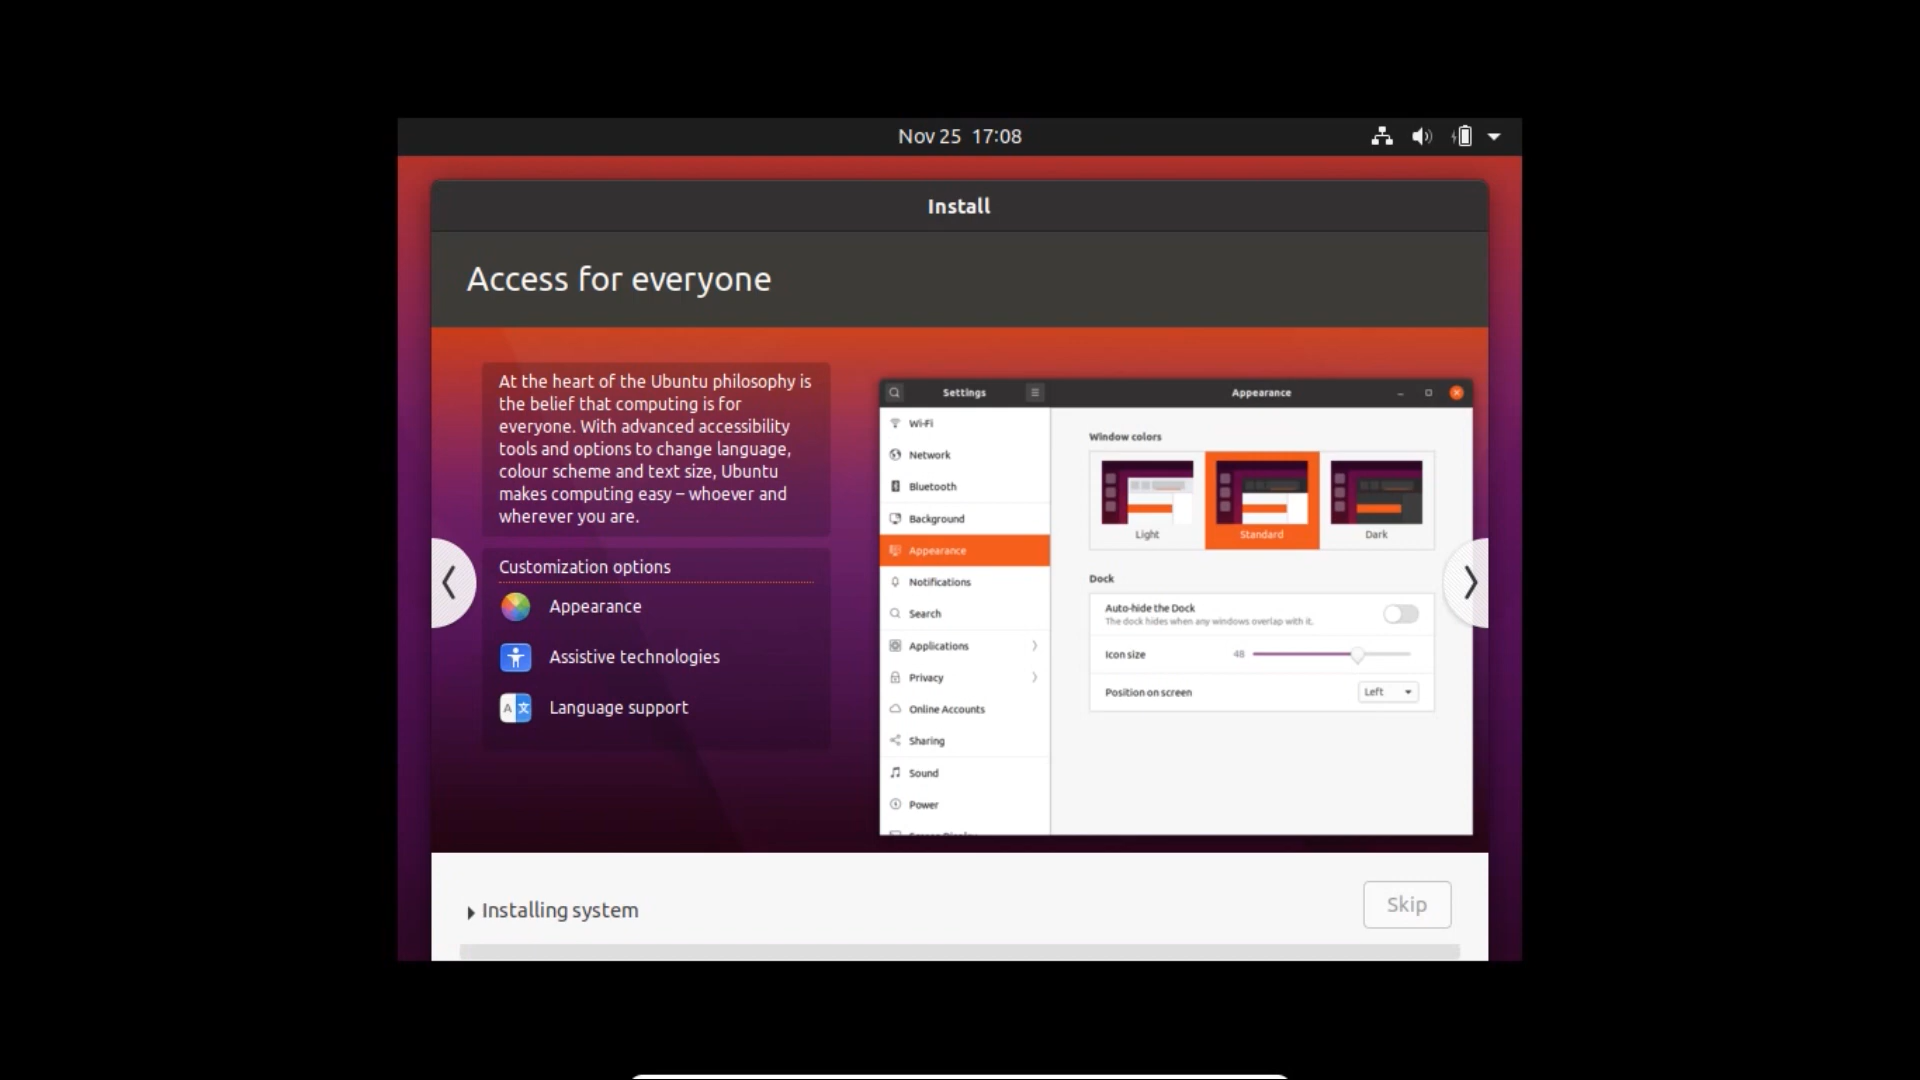 Nov 25 17:08
Install
Access for everyone
At the heart of the Ubuntu philosophy is
the belief that computing is for
everyone. With advanced accessibility
tools and options to change language,
colour scheme and text size, Ubuntu
makes computing easy – whoever and
wherever you are.
Customization options
Appearance
Assistive technologies
Language support
Settings
Appearance
Wi-Fi
Network
Bluetooth
Background
Appearance
Notifications
Search
Applications
Privacy
Online Accounts
Sharing
Sound
Power
Window colors
Light
Standard
Dark
Dock
Auto-hide the Dock
The dock hides when any windows overlap with it.
Icon size 48
Position on screen Left
Installing system
Skip